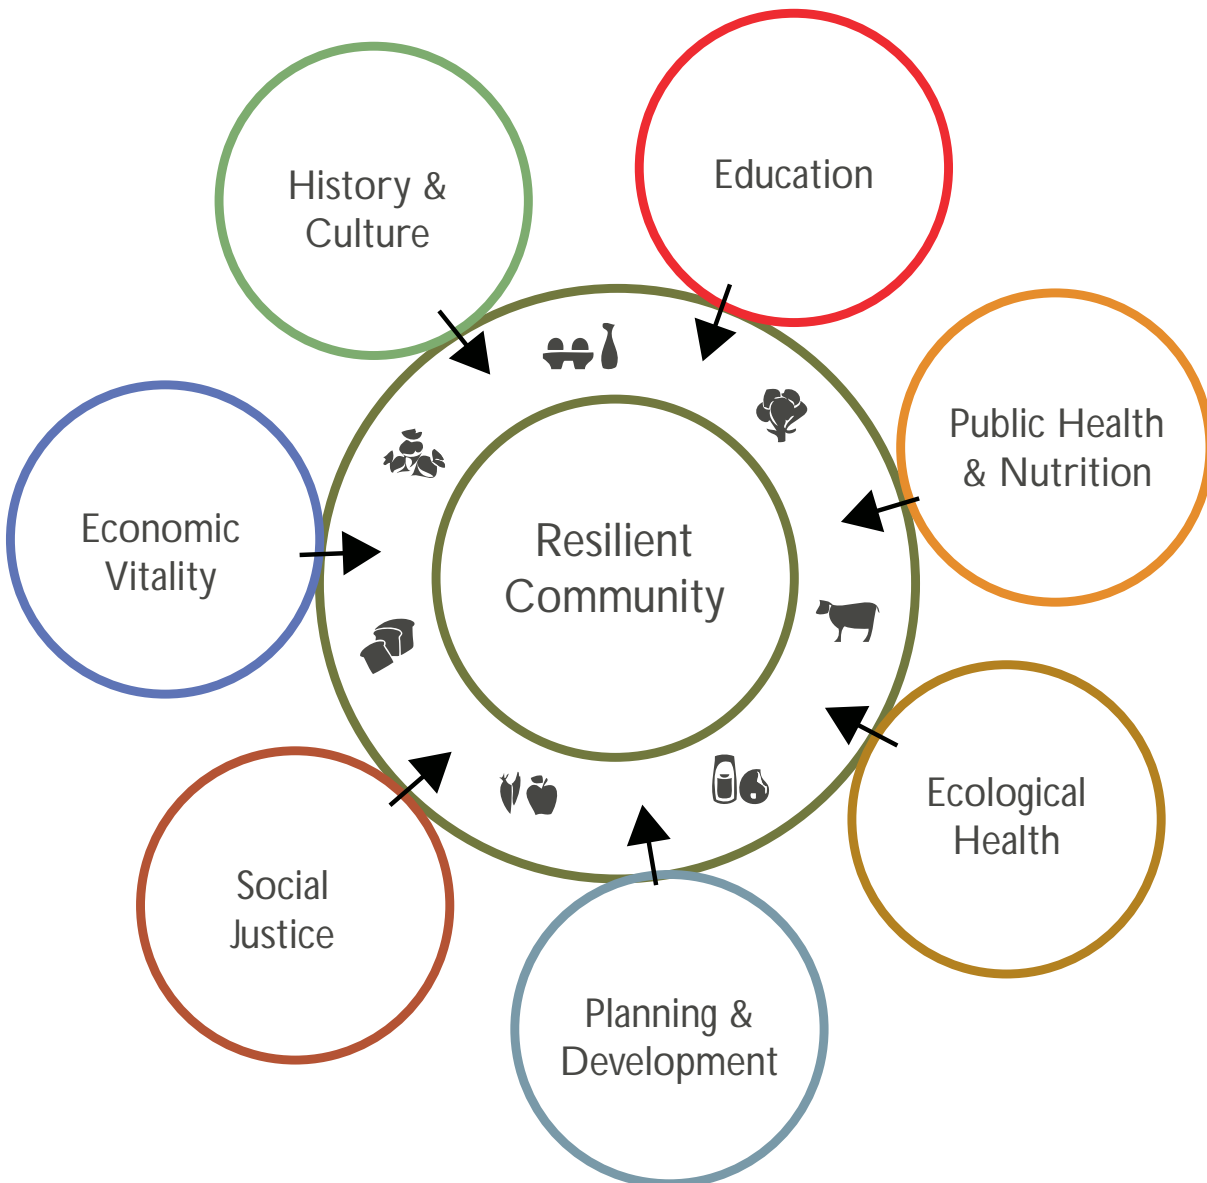 History &
Culture
Education
Public Health
& Nutrition
Economic
Vitality
Resilient
Community
Ecological
Health
Social
Justice
Planning &
Development